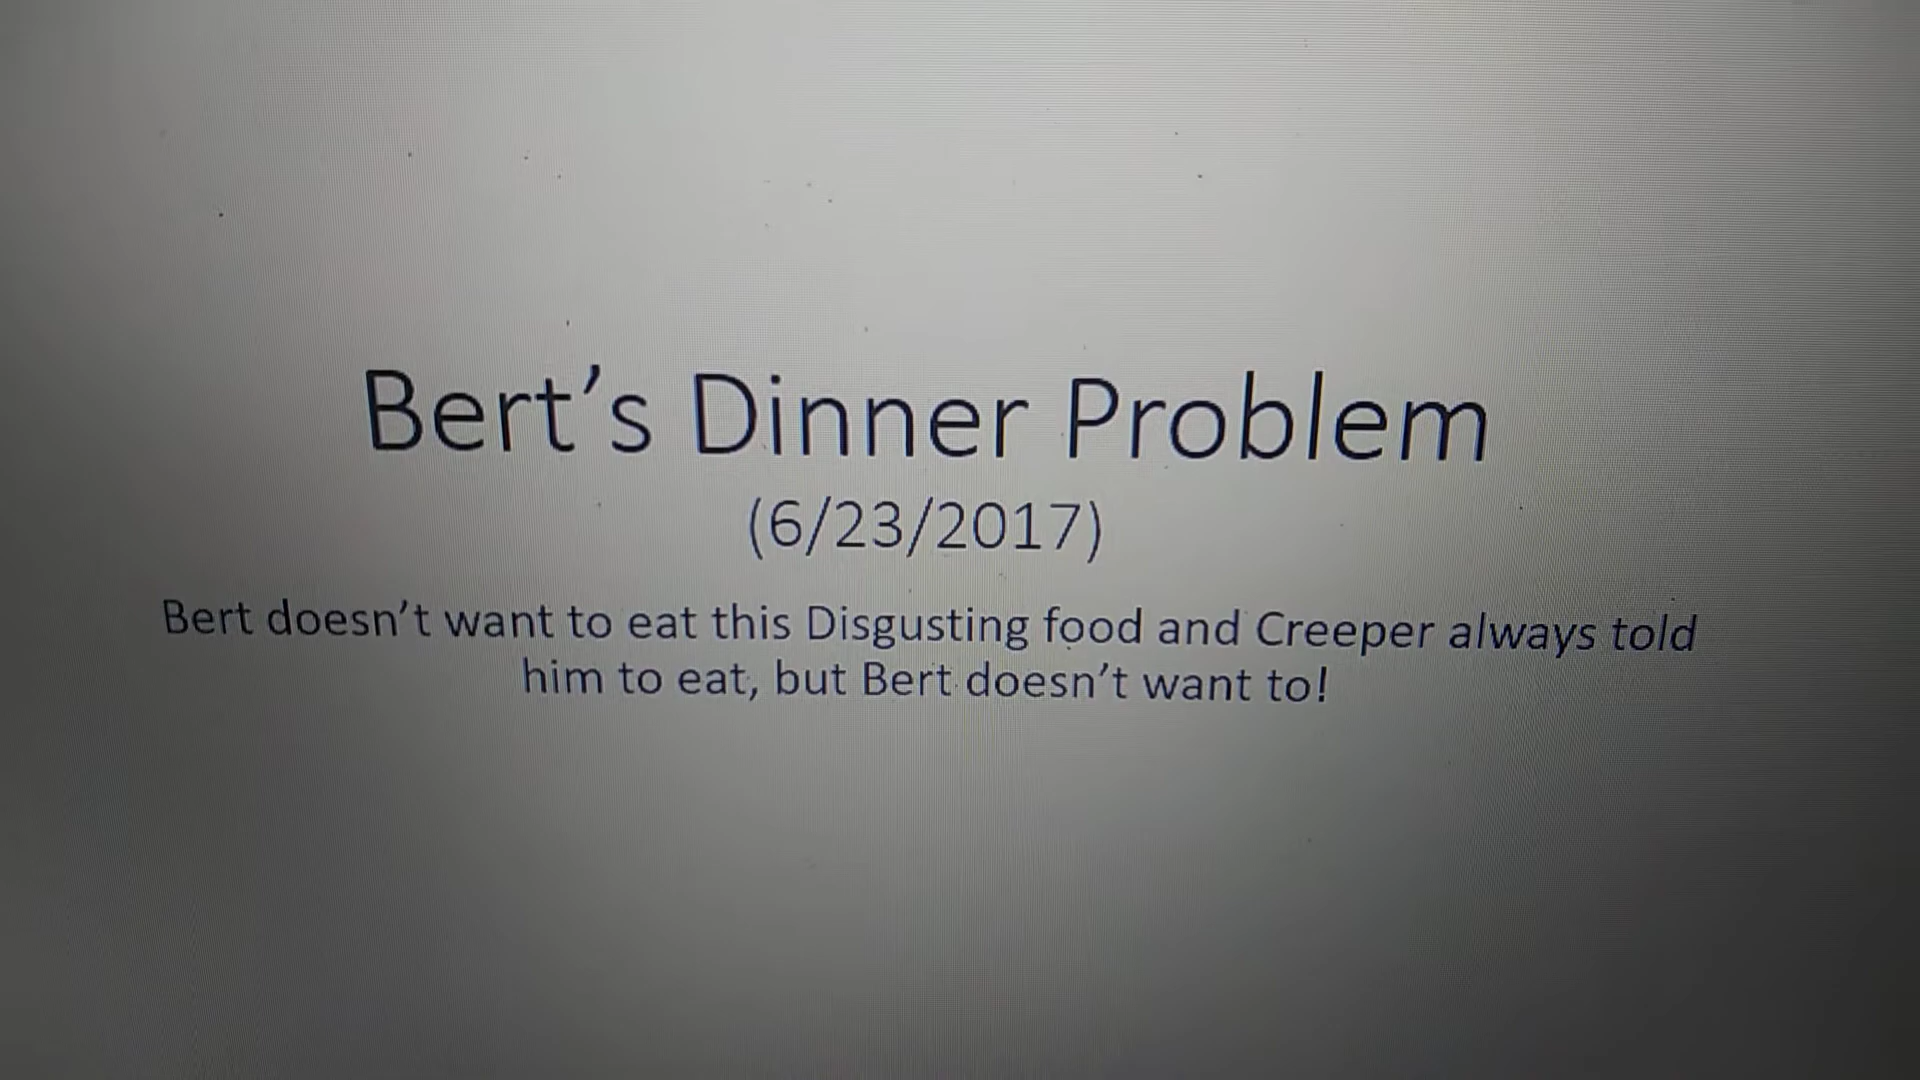 Bert’s Dinner Problem
(6/23/2017)
Bert doesn’t want to eat this Disgusting food and Creeper always told
him to eat, but Bert doesn’t want to!